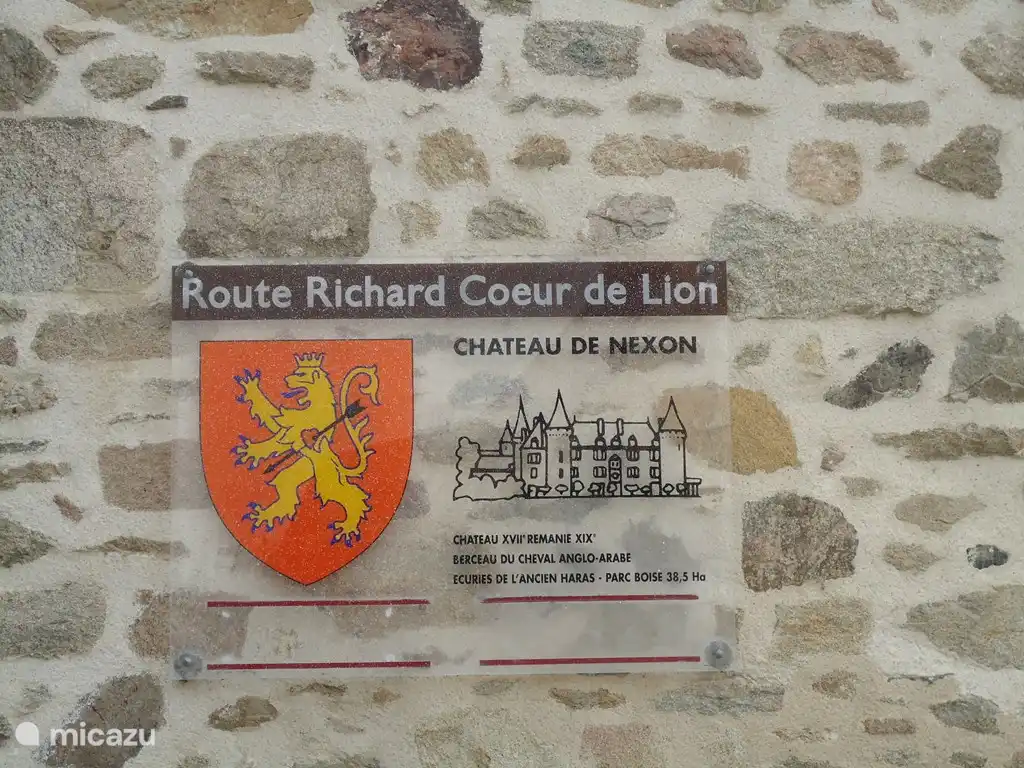 Route Richard Coeur de Lion
CHATEAU DE NEXON
CHATEAU XVIIᵉ REMANIE XIXᵉ
BERCEAU DU CHEVAL ANGLO-ARABE
ECURIES DE L'ANCIEN HARAS - PARC BOISE 38,5 Ha
micazu